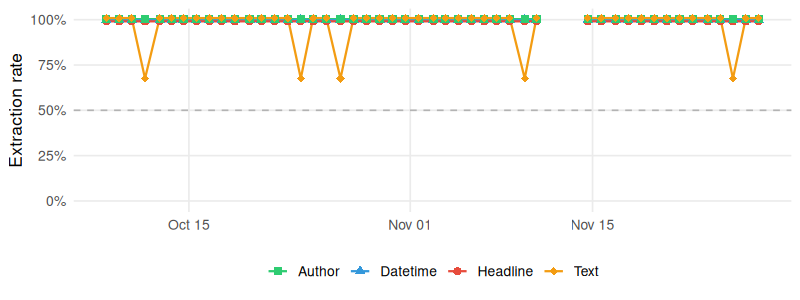 Extraction rate
100%
75%
50%
25%
0%
Oct 15
Nov 01
Nov 15
Author
Datetime
Headline
Text